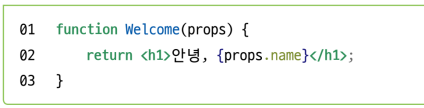 01 function Welcome(props) {
02 return <h1>안녕, {props.name}</h1>;
03 }